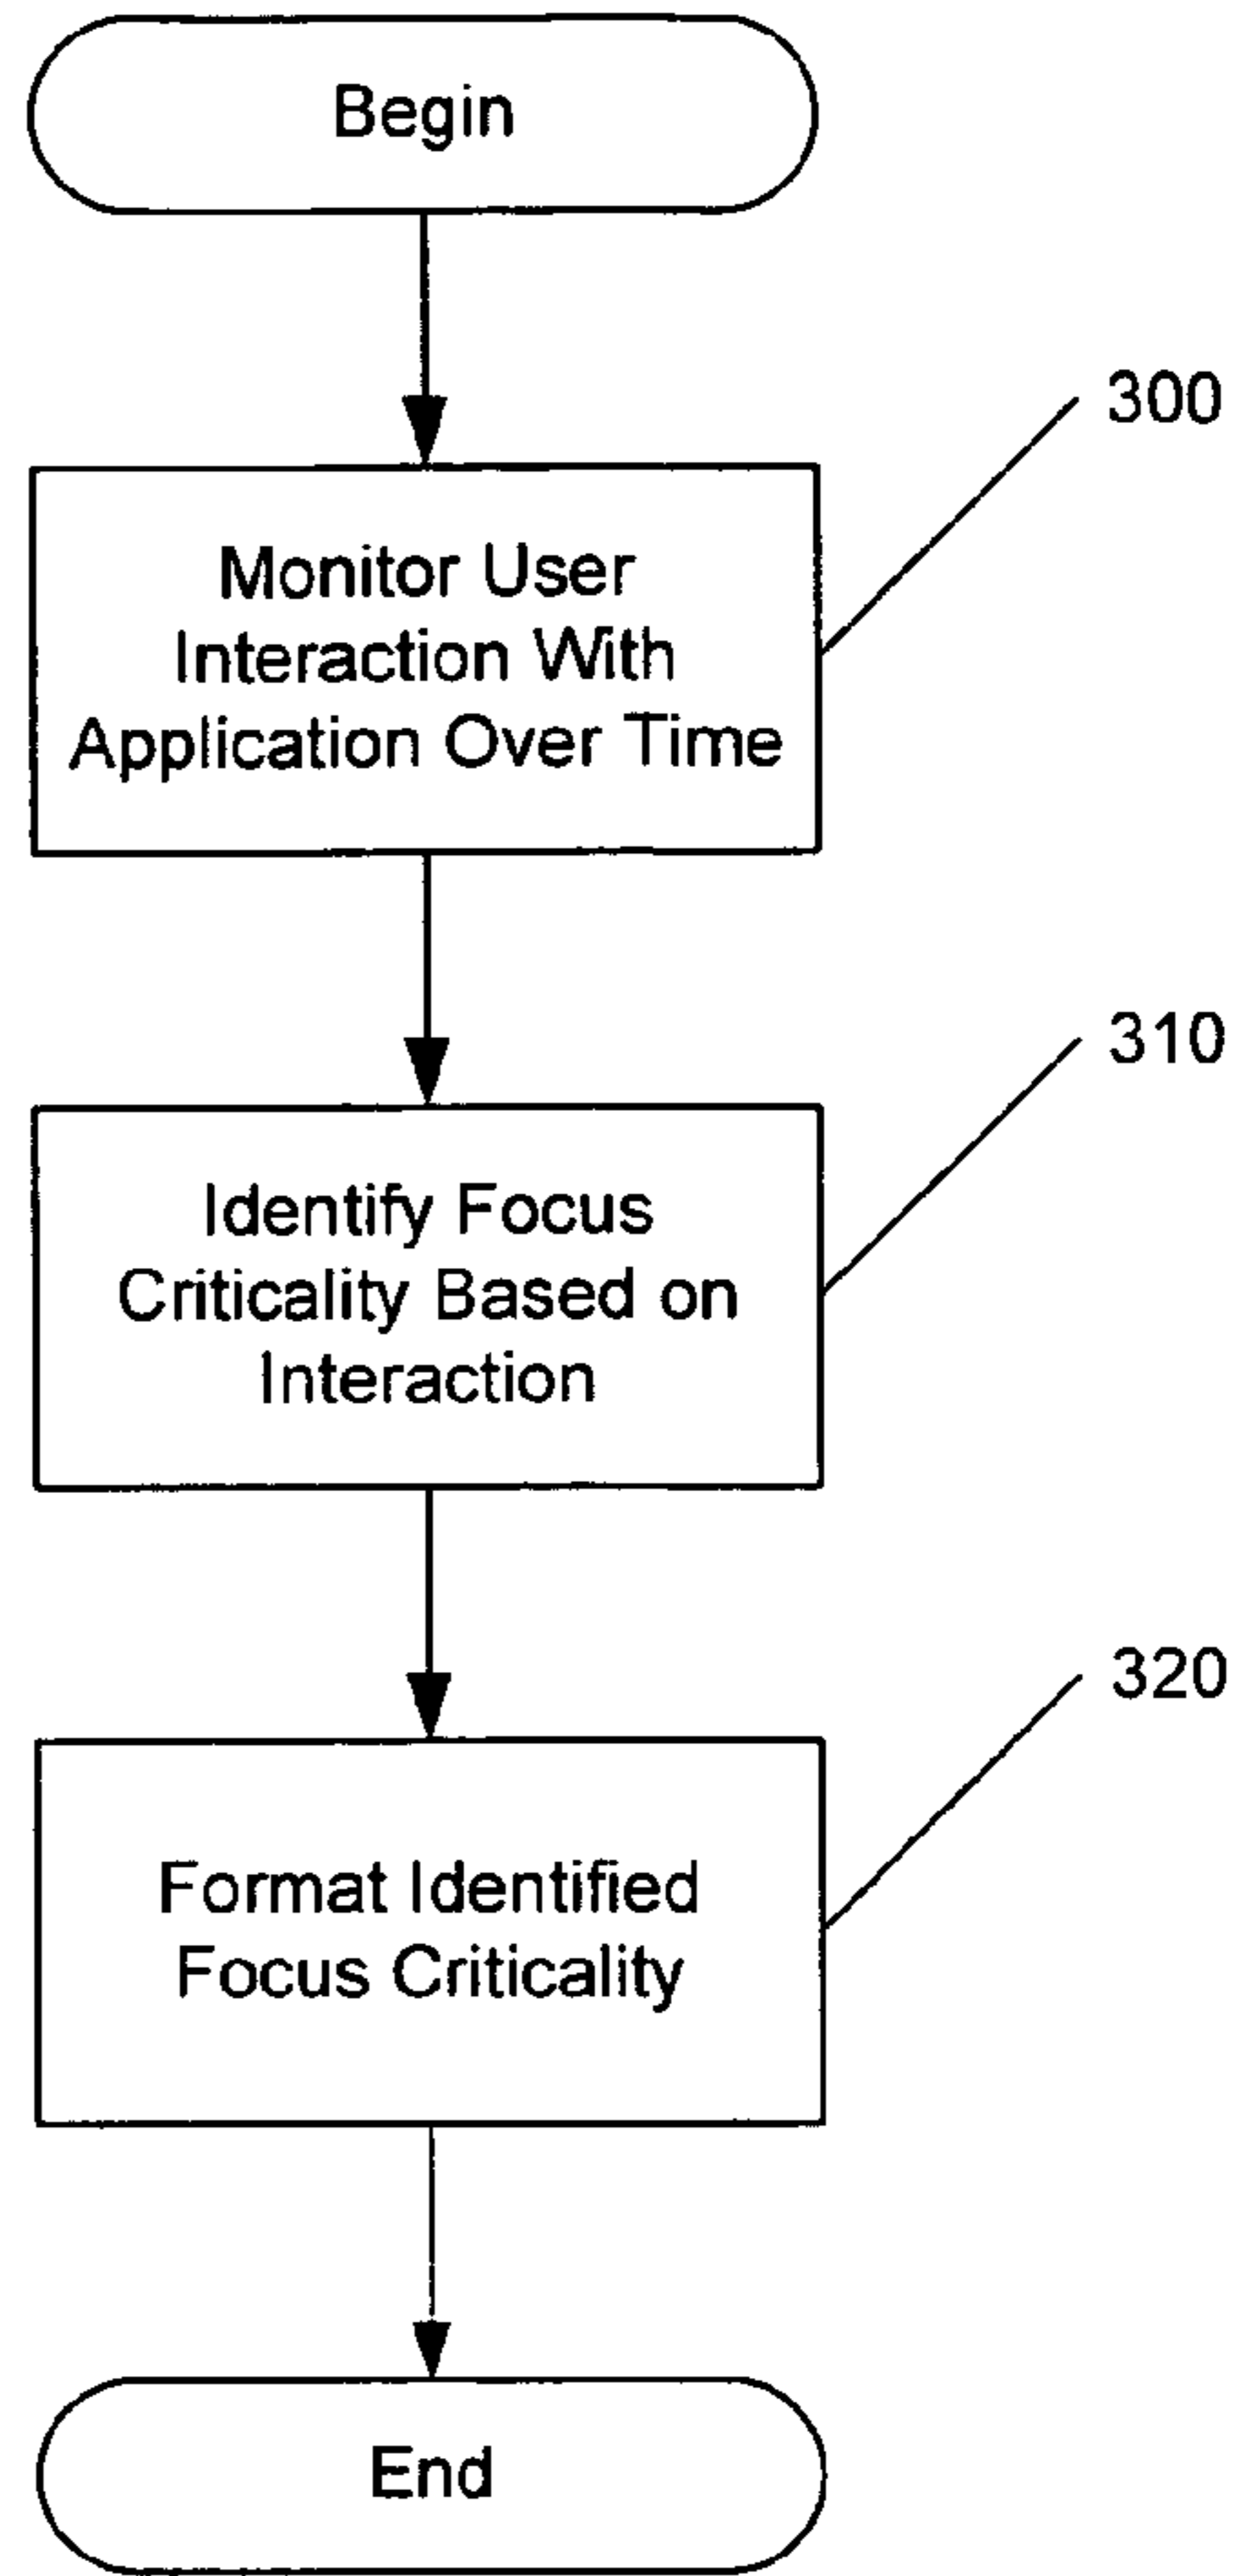 Begin
300
Monitor User
Interaction With
Application Over Time
310
Identify Focus
Criticality Based on
Interaction
320
Format Identified
Focus Criticality
End